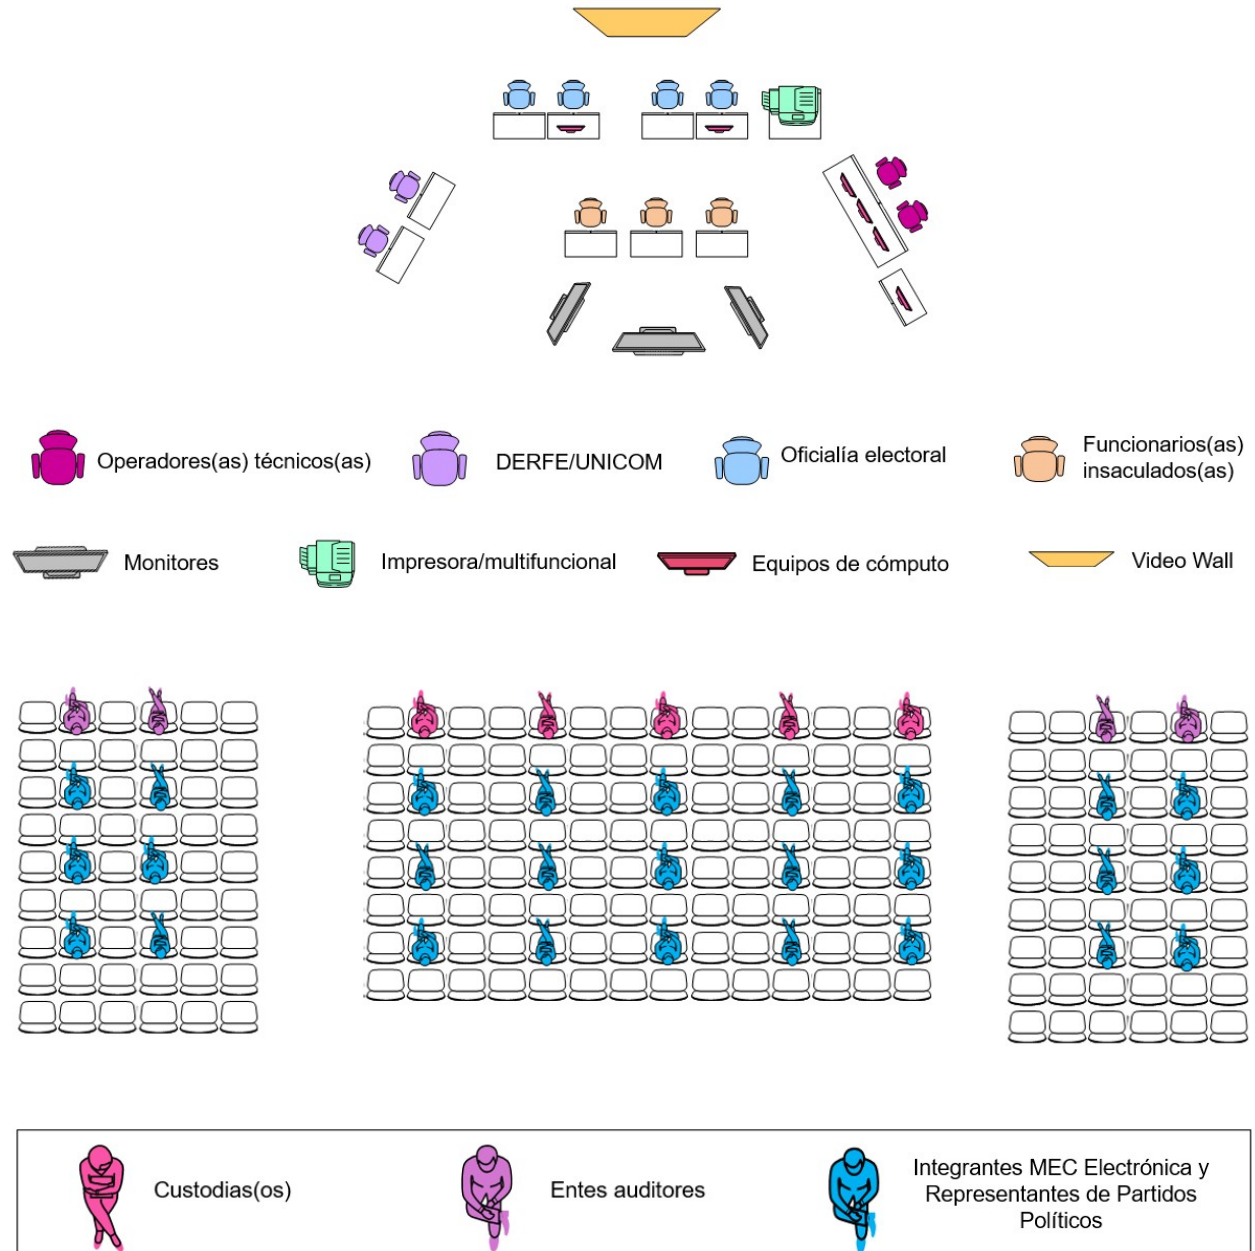 Operadores(as) técnicos(as)
DERFE/UNICOM
Oficialía electoral
Funcionarios(as)
insaculados(as)
Monitores
Impresora/multifuncional
Equipos de cómputo
Video Wall
Custodias(os)
Entes auditores
Integrantes MEC Electrónica y
Representantes de Partidos
Políticos